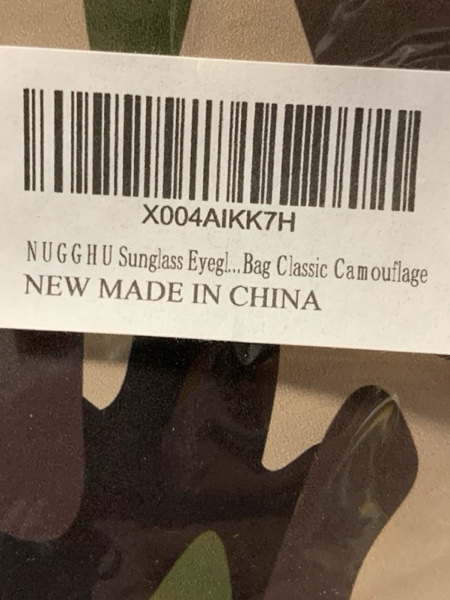 X004AIKK7H
NUGGHU Sunglass Eyegl...Bag Classic Camouflage
NEW MADE IN CHINA